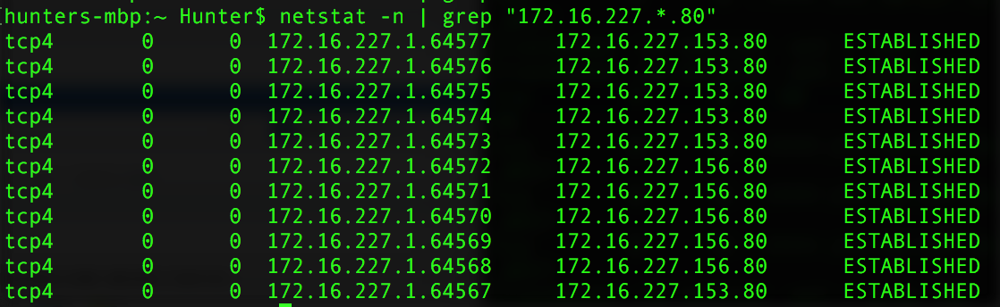 [hunters-mbp:~ Hunter$ netstat -n | grep "172.16.227.*.80"
tcp4 0 0 172.16.227.1.64577 172.16.227.153.80 ESTABLISHED
tcp4 0 0 172.16.227.1.64576 172.16.227.153.80 ESTABLISHED
tcp4 0 0 172.16.227.1.64575 172.16.227.153.80 ESTABLISHED
tcp4 0 0 172.16.227.1.64574 172.16.227.153.80 ESTABLISHED
tcp4 0 0 172.16.227.1.64573 172.16.227.153.80 ESTABLISHED
tcp4 0 0 172.16.227.1.64572 172.16.227.156.80 ESTABLISHED
tcp4 0 0 172.16.227.1.64571 172.16.227.156.80 ESTABLISHED
tcp4 0 0 172.16.227.1.64570 172.16.227.156.80 ESTABLISHED
tcp4 0 0 172.16.227.1.64569 172.16.227.156.80 ESTABLISHED
tcp4 0 0 172.16.227.1.64568 172.16.227.156.80 ESTABLISHED
tcp4 0 0 172.16.227.1.64567 172.16.227.153.80 ESTABLISHED